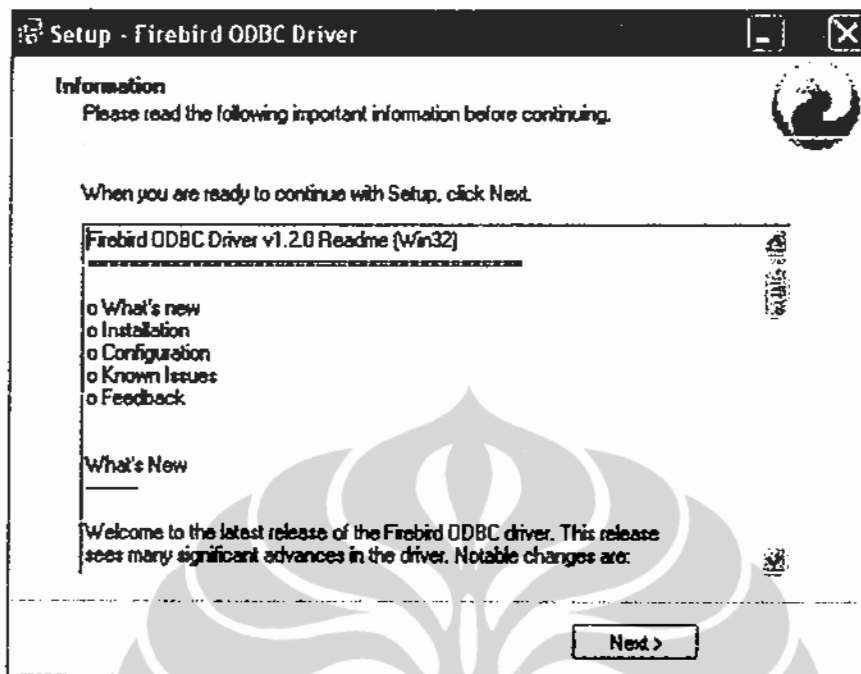 Setup - Firebird ODBC Driver
Information
Please read the following important information before continuing.
When you are ready to continue with Setup, click Next.
Firebird ODBC Driver v1.2.0 Readme (Win32)
o What's new
o Installation
o Configuration
o Known Issues
o Feedback
What's New
Welcome to the latest release of the Firebird ODBC driver. This release
sees many significant advances in the driver. Notable changes are:
Next >